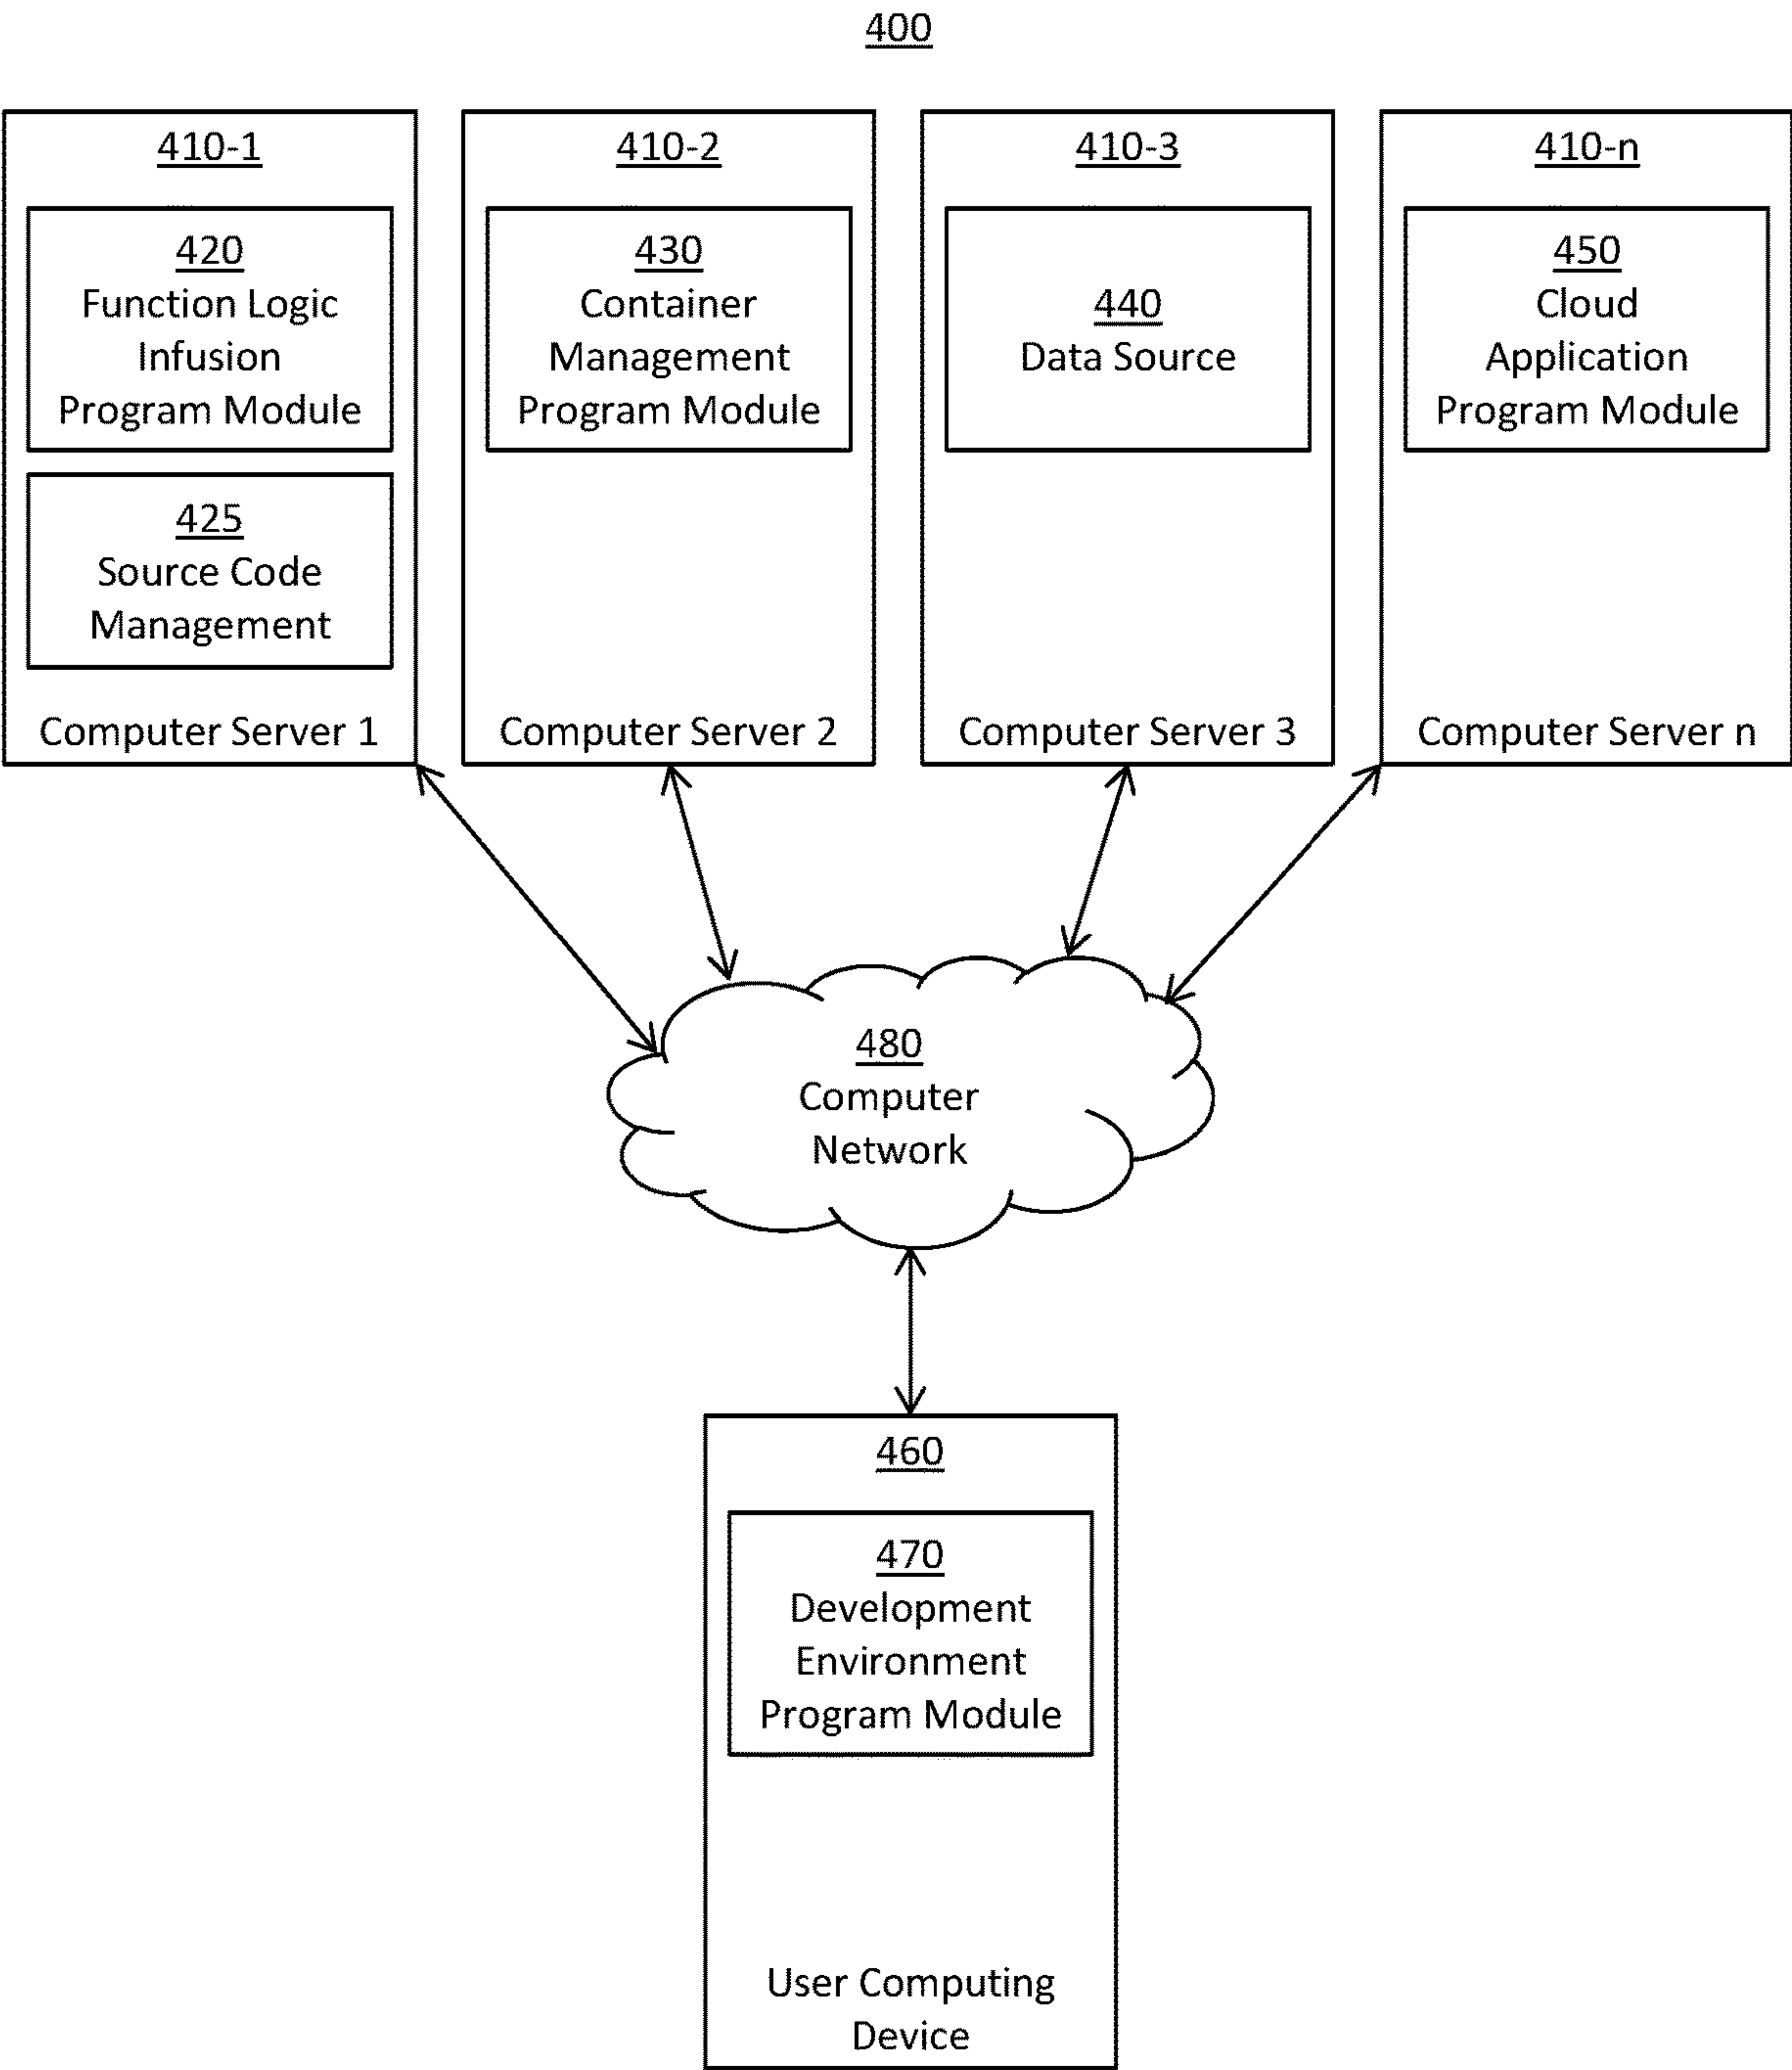 400
410-1
420
Function Logic
Infusion
Program Module
425
Source Code
Management
Computer Server 1
410-2
430
Container
Management
Program Module
Computer Server 2
410-3
440
Data Source
Computer Server 3
410-n
450
Cloud
Application
Program Module
Computer Server n
480
Computer
Network
460
470
Development
Environment
Program Module
User Computing
Device